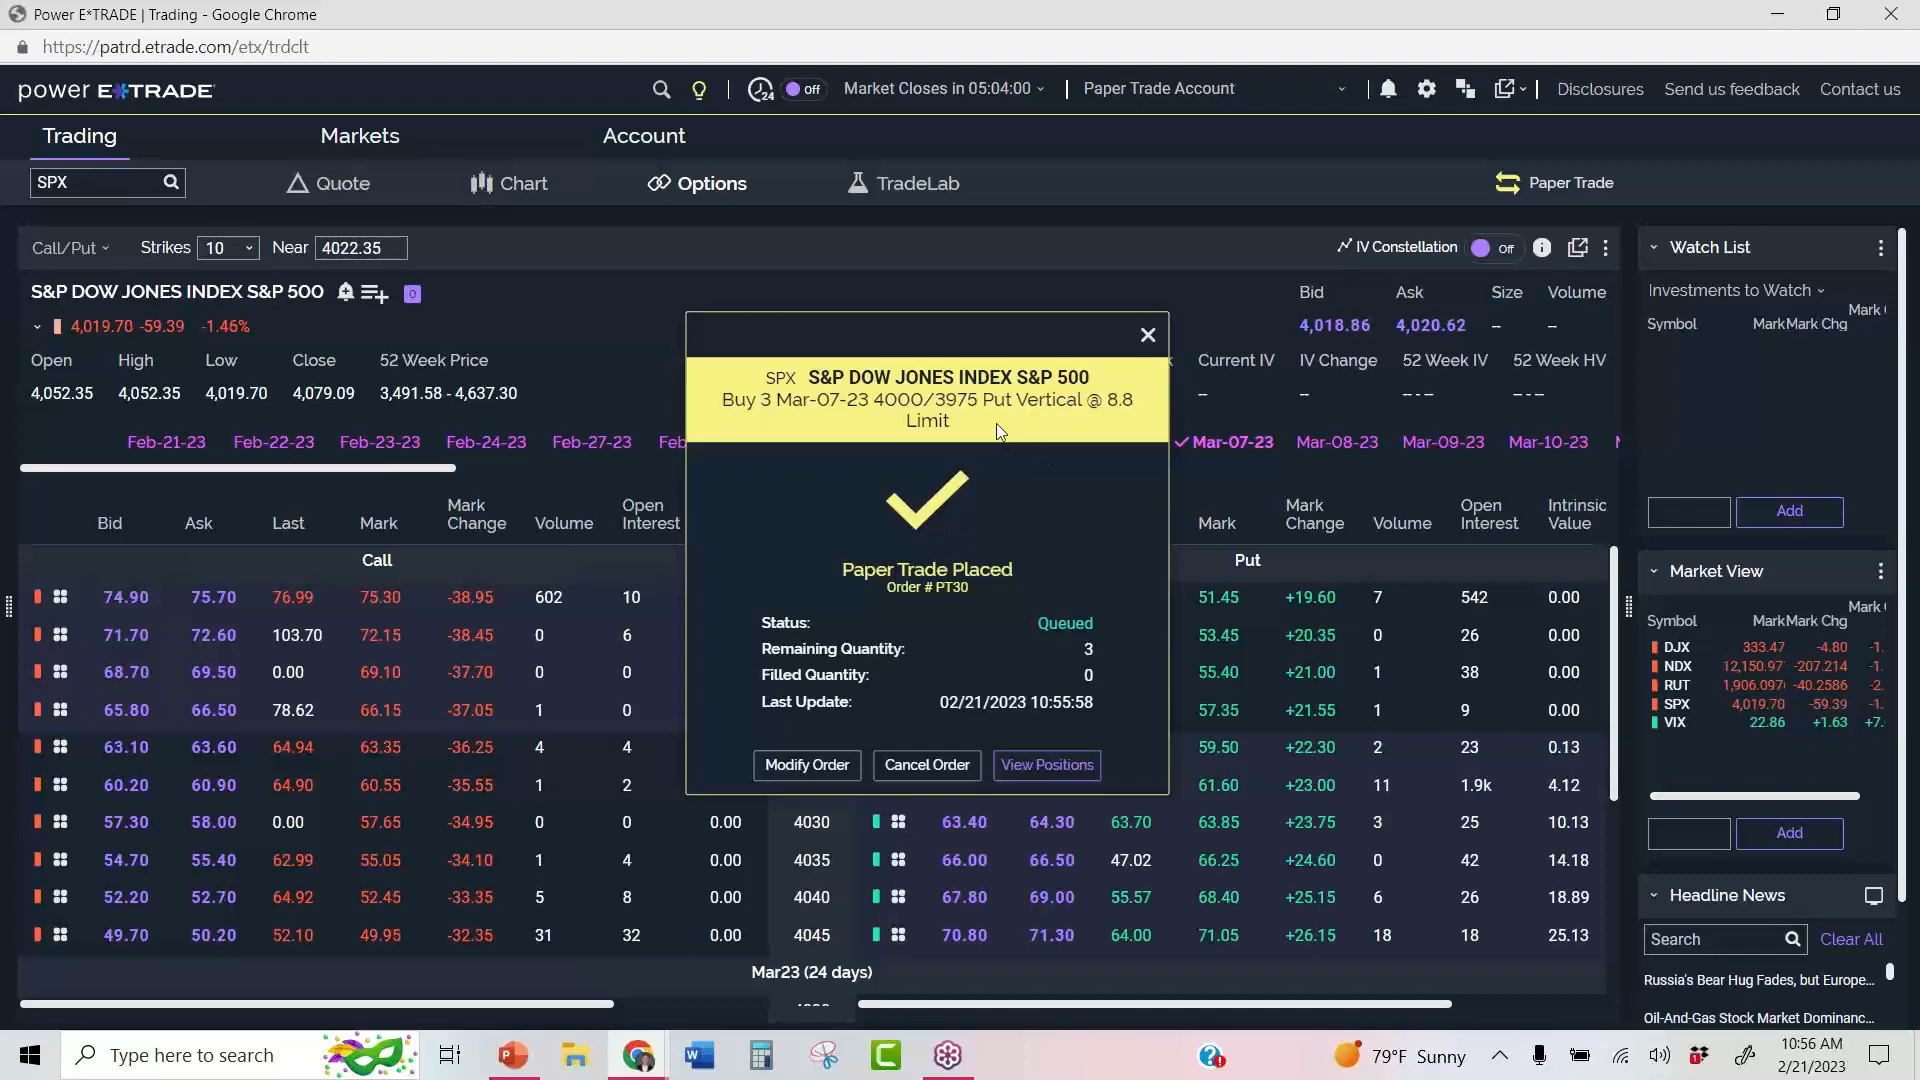 Power E*TRADE | Trading - Google Chrome
https://patrd.etrade.com/etx/trdclt
power E*TRADE 24 Off Market Closes in 05:04:00 Paper Trade Account Disclosures Send us feedback Contact us
Trading Markets Account
SPX Quote Chart Options TradeLab Paper Trade
Call/Put Strikes 10 Near 4022.35 IV Constellation Off
S&P DOW JONES INDEX S&P 500 0 Bid Ask Size Volume
4,019.70 -59.39 -1.46% 4,018.86 4,020.62 -- --
Open High Low Close 52 Week Price Current IV IV Change 52 Week IV 52 Week HV
4,052.35 4,052.35 4,019.70 4,079.09 3,491.58 - 4,637.30 -- -- -- - -- -- - --
Feb-21-23 Feb-22-23 Feb-23-23 Feb-24-23 Feb-27-23 Feb Mar-07-23 Mar-08-23 Mar-09-23 Mar-10-23
SPX S&P DOW JONES INDEX S&P 500
Buy 3 Mar-07-23 4000/3975 Put Vertical @ 8.8
Limit
Paper Trade Placed
Order # PT30
Status: Queued
Remaining Quantity: 3
Filled Quantity: 0
Last Update: 02/21/2023 10:55:58
Modify Order Cancel Order View Positions
Bid Ask Last Mark Mark Change Volume Open Interest Mark Mark Change Volume Open Interest Intrinsic Value
Call Put
74.90 75.70 76.99 75.30 -38.95 602 10 51.45 +19.60 7 542 0.00
71.70 72.60 103.70 72.15 -38.45 0 6 53.45 +20.35 0 26 0.00
68.70 69.50 0.00 69.10 -37.70 0 0 55.40 +21.00 1 38 0.00
65.80 66.50 78.62 66.15 -37.05 1 0 57.35 +21.55 1 9 0.00
63.10 63.60 64.94 63.35 -36.25 4 4 59.50 +22.30 2 23 0.13
60.20 60.90 64.90 60.55 -35.55 1 2 61.60 +23.00 11 1.9k 4.12
57.30 58.00 0.00 57.65 -34.95 0 0 0.00 4030 63.40 64.30 63.70 63.85 +23.75 3 25 10.13
54.70 55.40 62.99 55.05 -34.10 1 4 0.00 4035 66.00 66.50 47.02 66.25 +24.60 0 42 14.18
52.20 52.70 64.92 52.45 -33.35 5 8 0.00 4040 67.80 69.00 55.57 68.40 +25.15 6 26 18.89
49.70 50.20 52.10 49.95 -32.35 31 32 0.00 4045 70.80 71.30 64.00 71.05 +26.15 18 18 25.13
Mar23 (24 days)
Watch List
Investments to Watch
Symbol Mark Mark Chg Mark
Add
Market View
Symbol Mark Mark Chg Mark
DJX 333.47 -4.80 -1.
NDX 12,150.97 -207.214 -1.
RUT 1,906.097 -40.2586 -2.
SPX 4,019.70 -59.39 -1.
VIX 22.86 +1.63 +7.
Add
Headline News
Search Clear All
Russia's Bear Hug Fades, but Europe...
Oil-And-Gas Stock Market Dominanc...
Type here to search 79°F Sunny 10:56 AM
2/21/2023